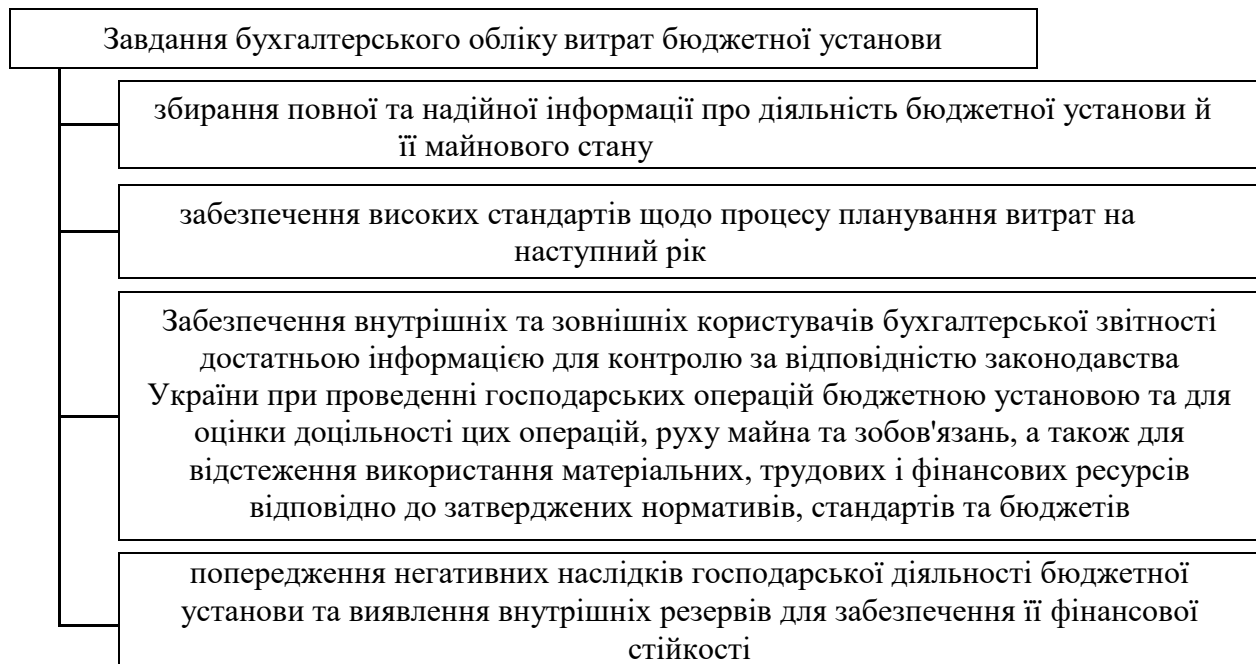 Завдання бухгалтерського обліку витрат бюджетної установи
збирання повної та надійної інформації про діяльність бюджетної установи й
її майнового стану
забезпечення високих стандартів щодо процесу планування витрат на
наступний рік
Забезпечення внутрішніх та зовнішніх користувачів бухгалтерської звітності
достатньою інформацією для контролю за відповідністю законодавства
України при проведенні господарських операцій бюджетною установою та для
оцінки доцільності цих операцій, руху майна та зобов'язань, а також для
відстеження використання матеріальних, трудових і фінансових ресурсів
відповідно до затверджених нормативів, стандартів та бюджетів
попередження негативних наслідків господарської діяльності бюджетної
установи та виявлення внутрішніх резервів для забезпечення її фінансової
стійкості